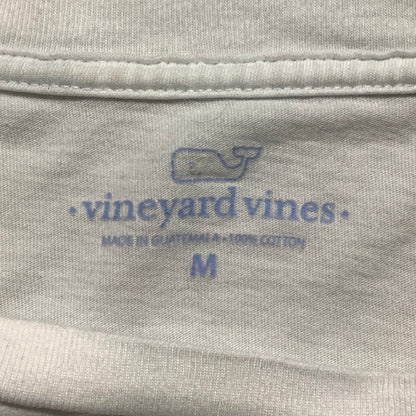 · vineyard vines ·
MADE IN GUATEMALA · 100% COTTON
M